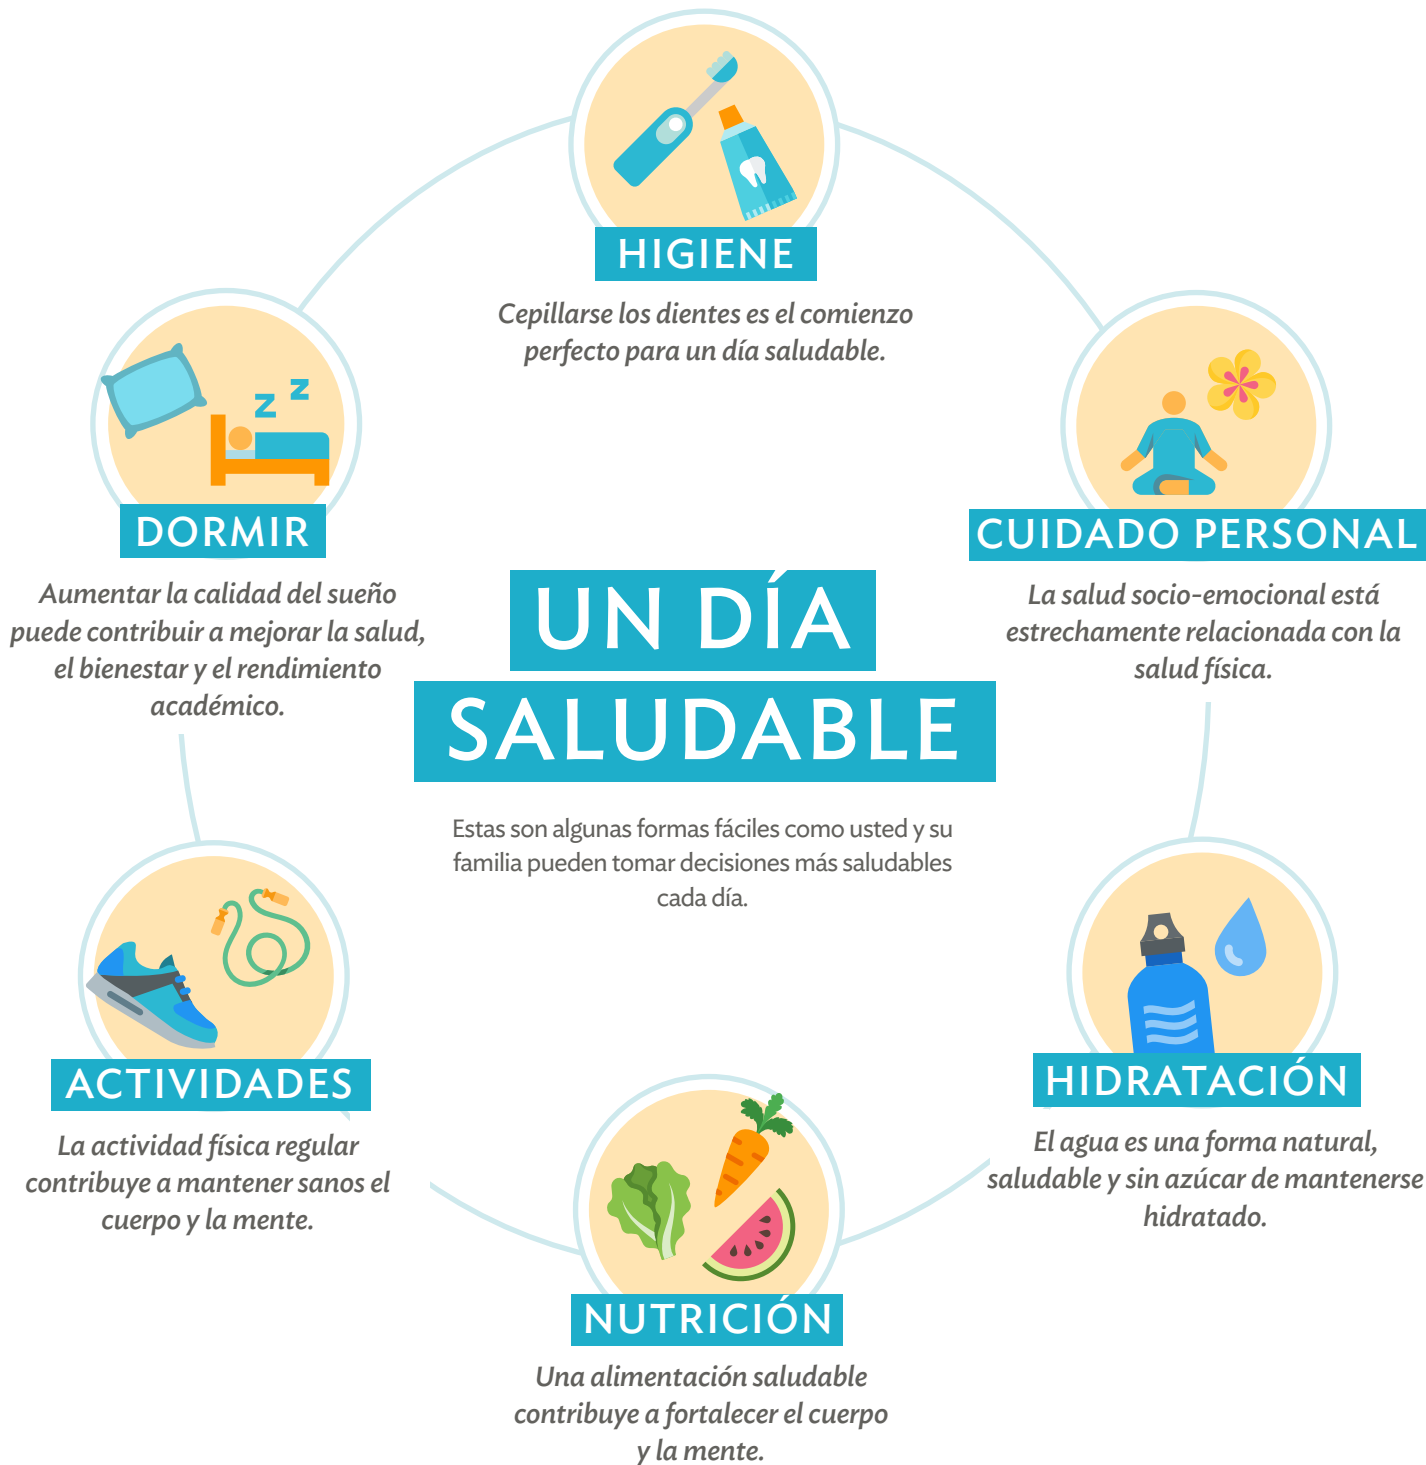 HIGIENE
Cepillarse los dientes es el comienzo
perfecto para un día saludable.
CUIDADO PERSONAL
La salud socio-emocional está
estrechamente relacionada con la
salud física.
HIDRATACIÓN
El agua es una forma natural,
saludable y sin azúcar de mantenerse
hidratado.
NUTRICIÓN
Una alimentación saludable
contribuye a fortalecer el cuerpo
y la mente.
ACTIVIDADES
La actividad física regular
contribuye a mantener sanos el
cuerpo y la mente.
DORMIR
Aumentar la calidad del sueño
puede contribuir a mejorar la salud,
el bienestar y el rendimiento
académico.
z z
UN DÍA
SALUDABLE
Estas son algunas formas fáciles como usted y su
familia pueden tomar decisiones más saludables
cada día.